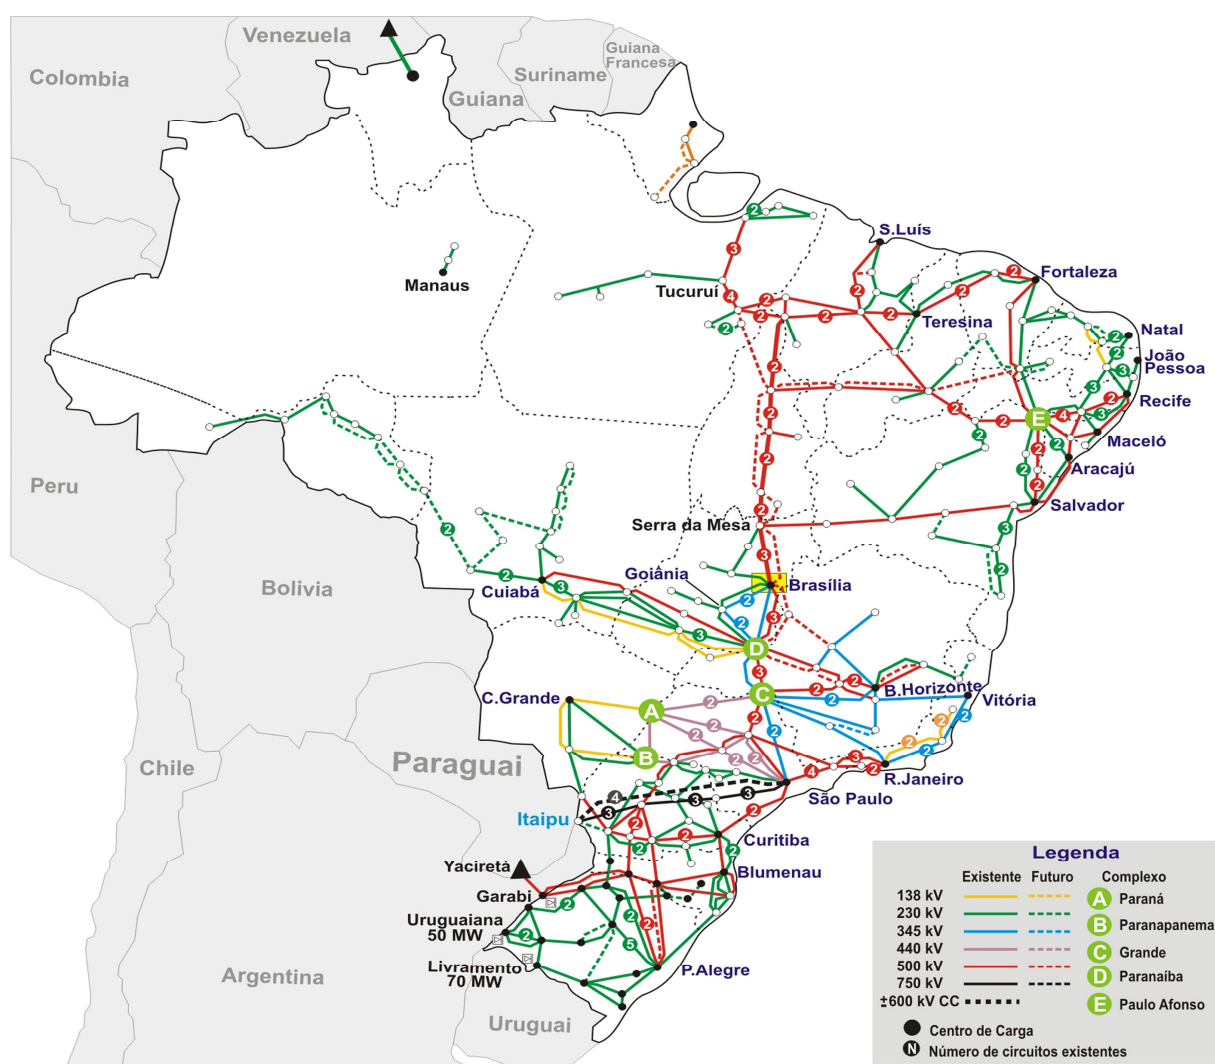 Venezuela
Colombia
Guiana
Francesa
Suriname
Guiana
S.Luís
Fortaleza
Manaus
Tucuruí
Teresina
Natal
João
Pessoa
Recife
Maceló
Aracajú
Salvador
Peru
Serra da Mesa
Bolivia
Cuiabá
Goiânia
Brasília
C.Grande
B.Horizonte
Vitória
Chile
Paraguai
R.Janeiro
São Paulo
Itaipu
Curitiba
Yaciretá
Blumenau
Garabi
Uruguaiana
50 MW
Livramento
70 MW
P.Alegre
Argentina
Uruguai
A
B
C
D
E
Legenda
Existente Futuro Complexo
138 kV A Paraná
230 kV B Paranapanema
345 kV
440 kV C Grande
500 kV D Paranaíba
750 kV
±600 kV CC E Paulo Afonso
Centro de Carga
N Número de circuitos existentes